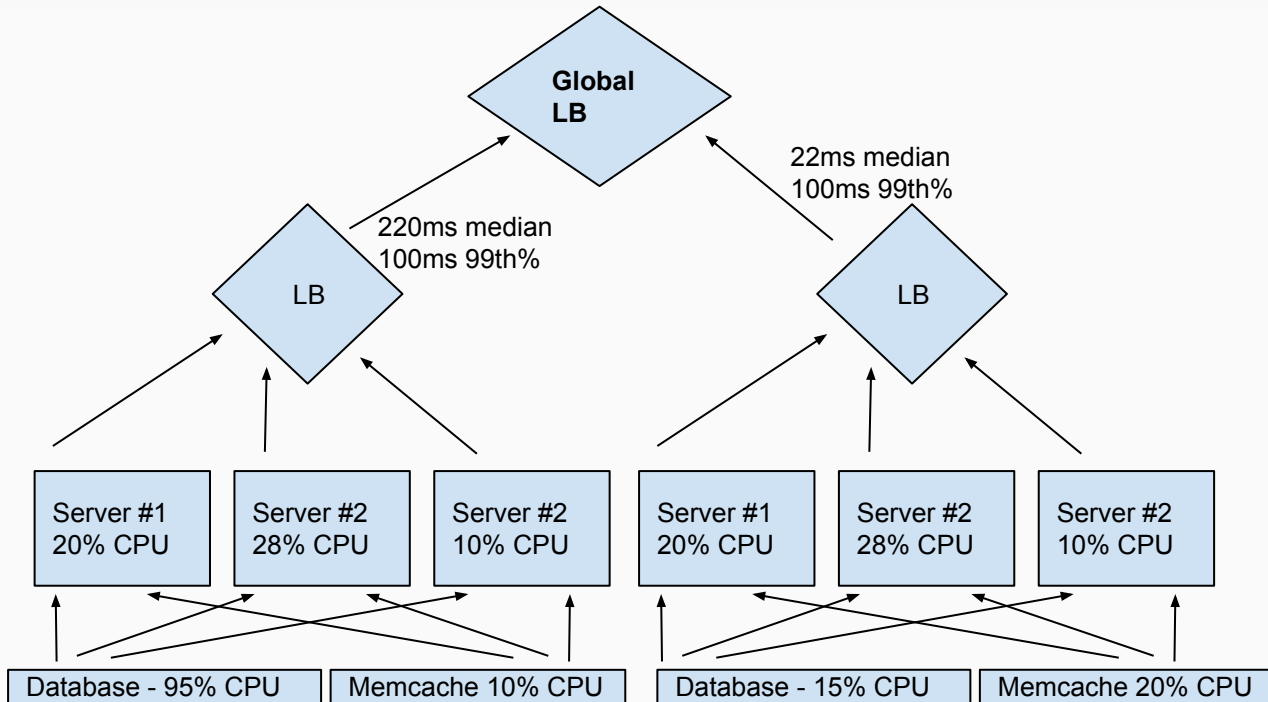 Global
LB
22ms median
100ms 99th%
220ms median
100ms 99th%
LB
LB
Server #1
20% CPU
Server #2
28% CPU
Server #2
10% CPU
Server #1
20% CPU
Server #2
28% CPU
Server #2
10% CPU
Database - 95% CPU
Memcache 10% CPU
Database - 15% CPU
Memcache 20% CPU